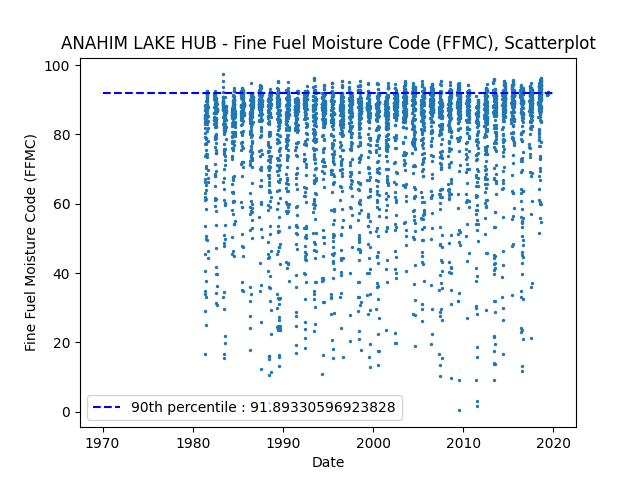 ANAHIM LAKE HUB - Fine Fuel Moisture Code (FFMC), Scatterplot
100
80
60
40
20
0
Fine Fuel Moisture Code (FFMC)
90th percentile : 91.89330596923828
1970 1980 1990 2000 2010 2020
Date